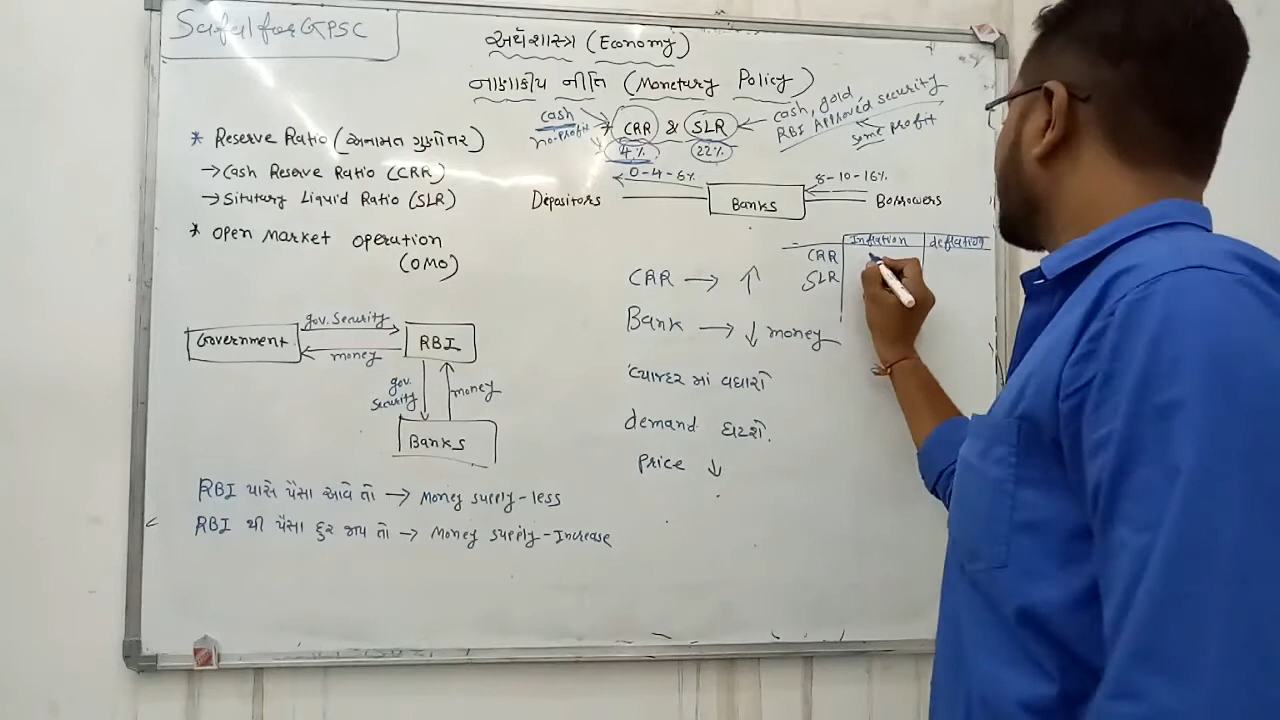 Safal for GPSC
અર્થશાસ્ત્ર (Economy)
નાણાકીય નીતિ (Monetury Policy)
* Reserve Ratio (અનામત ગુણોતર)
→ Cash Reserve Ratio (CRR)
→ Situtury Liquid Ratio (SLR)
* Open Market Operation
(OMO)
cash
no-profit
CRR & SLR
4% 22%
cash, gold,
RBI Approved security
some profit
0-4-6%
8-10-16%
Depositors Banks Borrowers
Inflation deflation
CRR
SLR
CRR → ↑
Bank → ↓ money
વ્યાજદર માં વધારો
demand ઘટશે.
Price ↓
Government gov. security RBI
money
gov. security money
Banks
RBI પાસે પૈસા આવે તો → Money supply-less
RBI થી પૈસા દુર જાય તો → Money supply-Increase